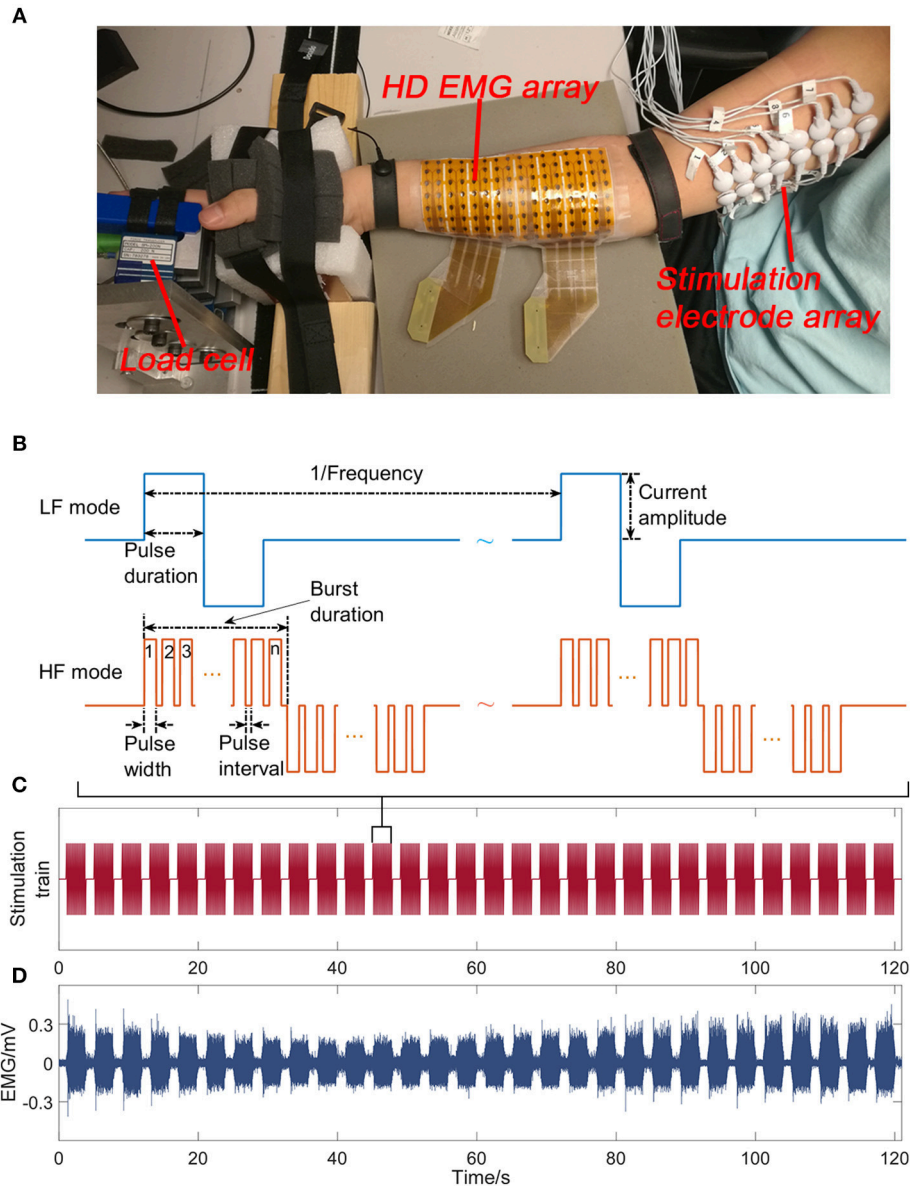 A
HD EMG array
Stimulation
electrode array
Load cell
B
1/Frequency
LF mode
Current
amplitude
Pulse
duration
Burst
duration
1 2 3 n
HF mode
...
...
...
...
Pulse
width
Pulse
interval
C
Stimulation
train
0 20 40 60 80 100 120
D
EMG/mV
0.3
0
-0.3
0 20 40 60 80 100 120
Time/s